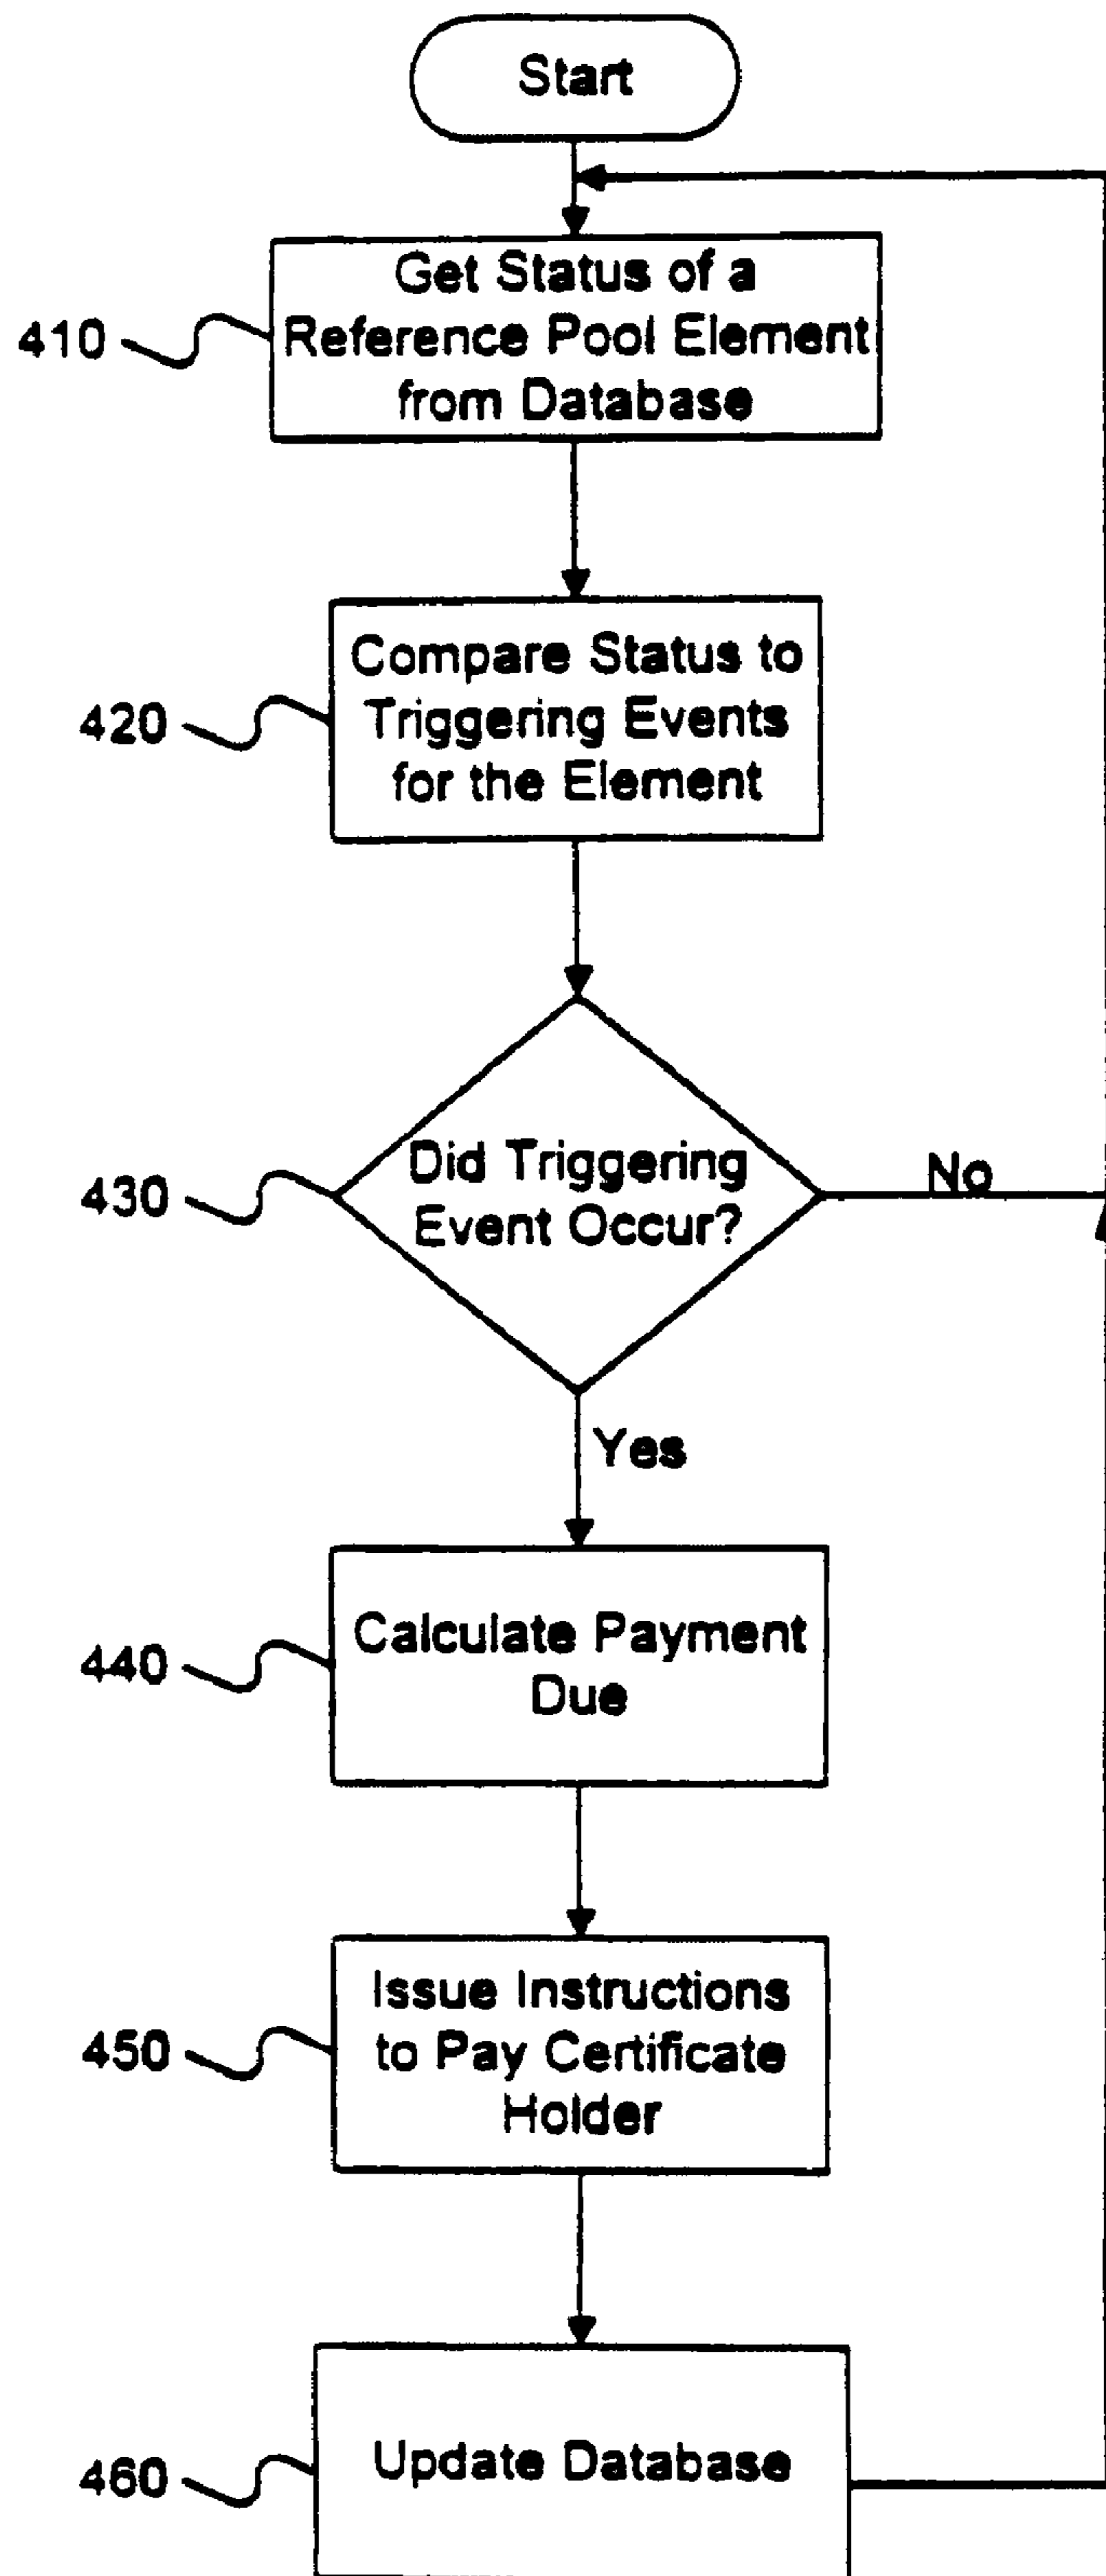 Start
Get Status of a
Reference Pool Element
from Database
410
Compare Status to
Triggering Events
for the Element
420
Did Triggering
Event Occur?
430
No
Yes
Calculate Payment
Due
440
Issue Instructions
to Pay Certificate
Holder
450
Update Database
460